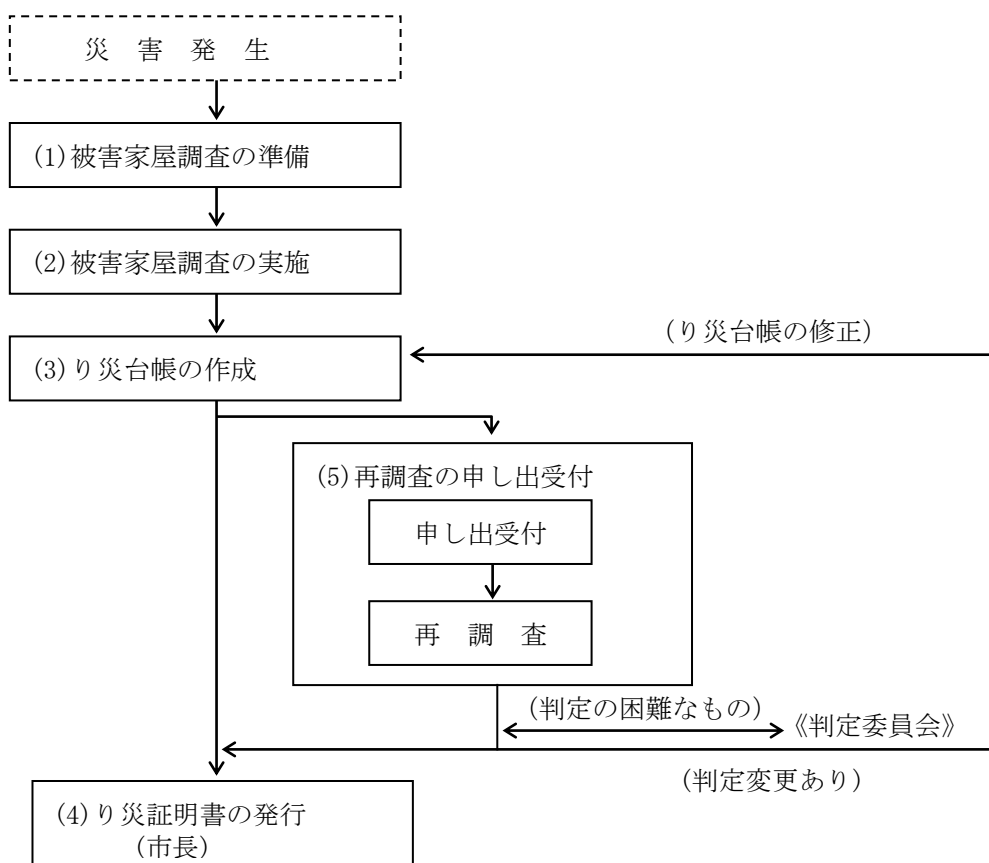 災 害 発 生
(1)被害家屋調査の準備
(2)被害家屋調査の実施
(り災台帳の修正)
(3)り災台帳の作成
(5)再調査の申し出受付
申し出受付
再 調 査
(判定の困難なもの)
《判定委員会》
(判定変更あり)
(4)り災証明書の発行
(市長)